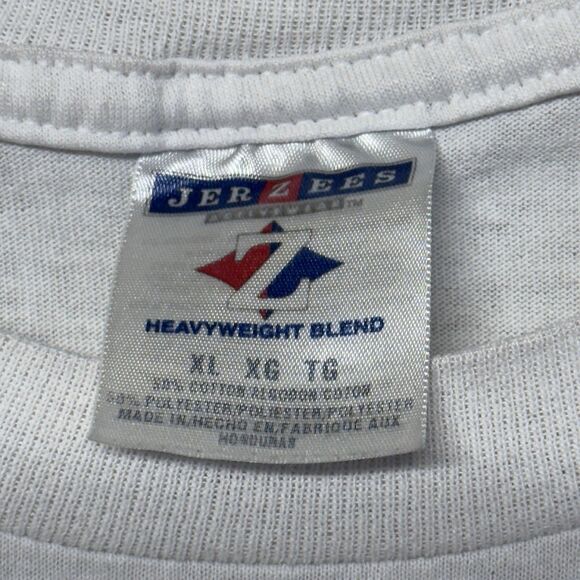 JERZEES
ACTIVEWEAR™
Z
HEAVYWEIGHT BLEND
XL XG TG
50% COTTON/ALGODON/COTON
50% POLYESTER/POLIESTER/POLYESTER
MADE IN/HECHO EN/FABRIQUE AUX
HONDURAS